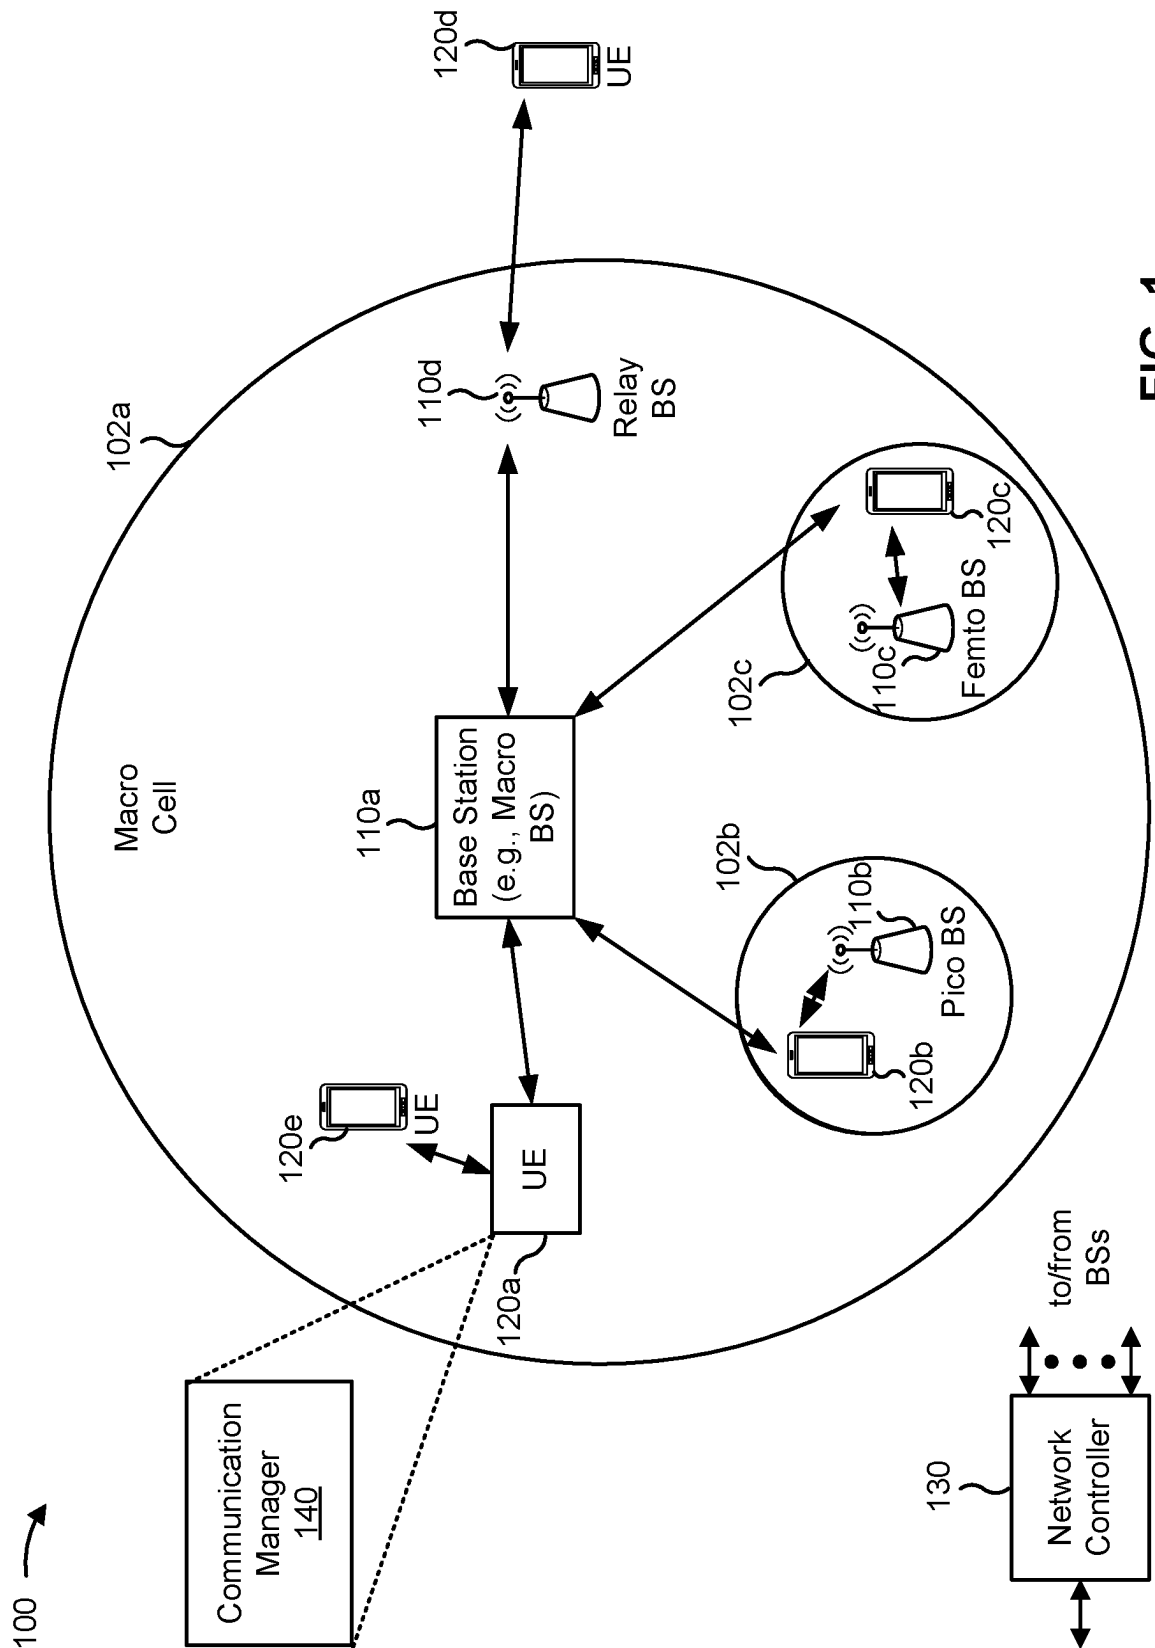 100
102a
Macro
Cell
120d
UE
110d
Relay
BS
110a
Base Station
(e.g., Macro
BS)
120e
UE
UE
120a
Communication
Manager
140
102b
110b
Pico BS
120b
102c
110c
Femto BS
120c
130
Network
Controller
to/from
BSs
FIG. 1